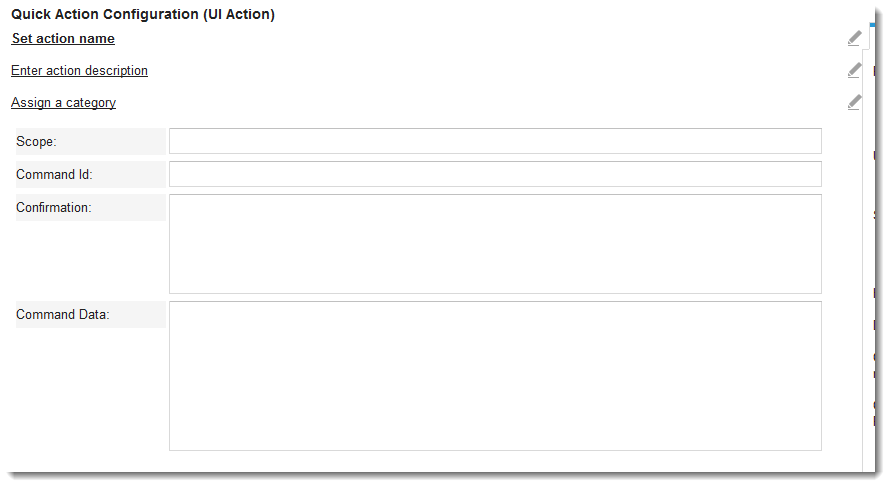 Quick Action Configuration (UI Action)
Set action name
Enter action description
Assign a category
Scope:
Command Id:
Confirmation:
Command Data: